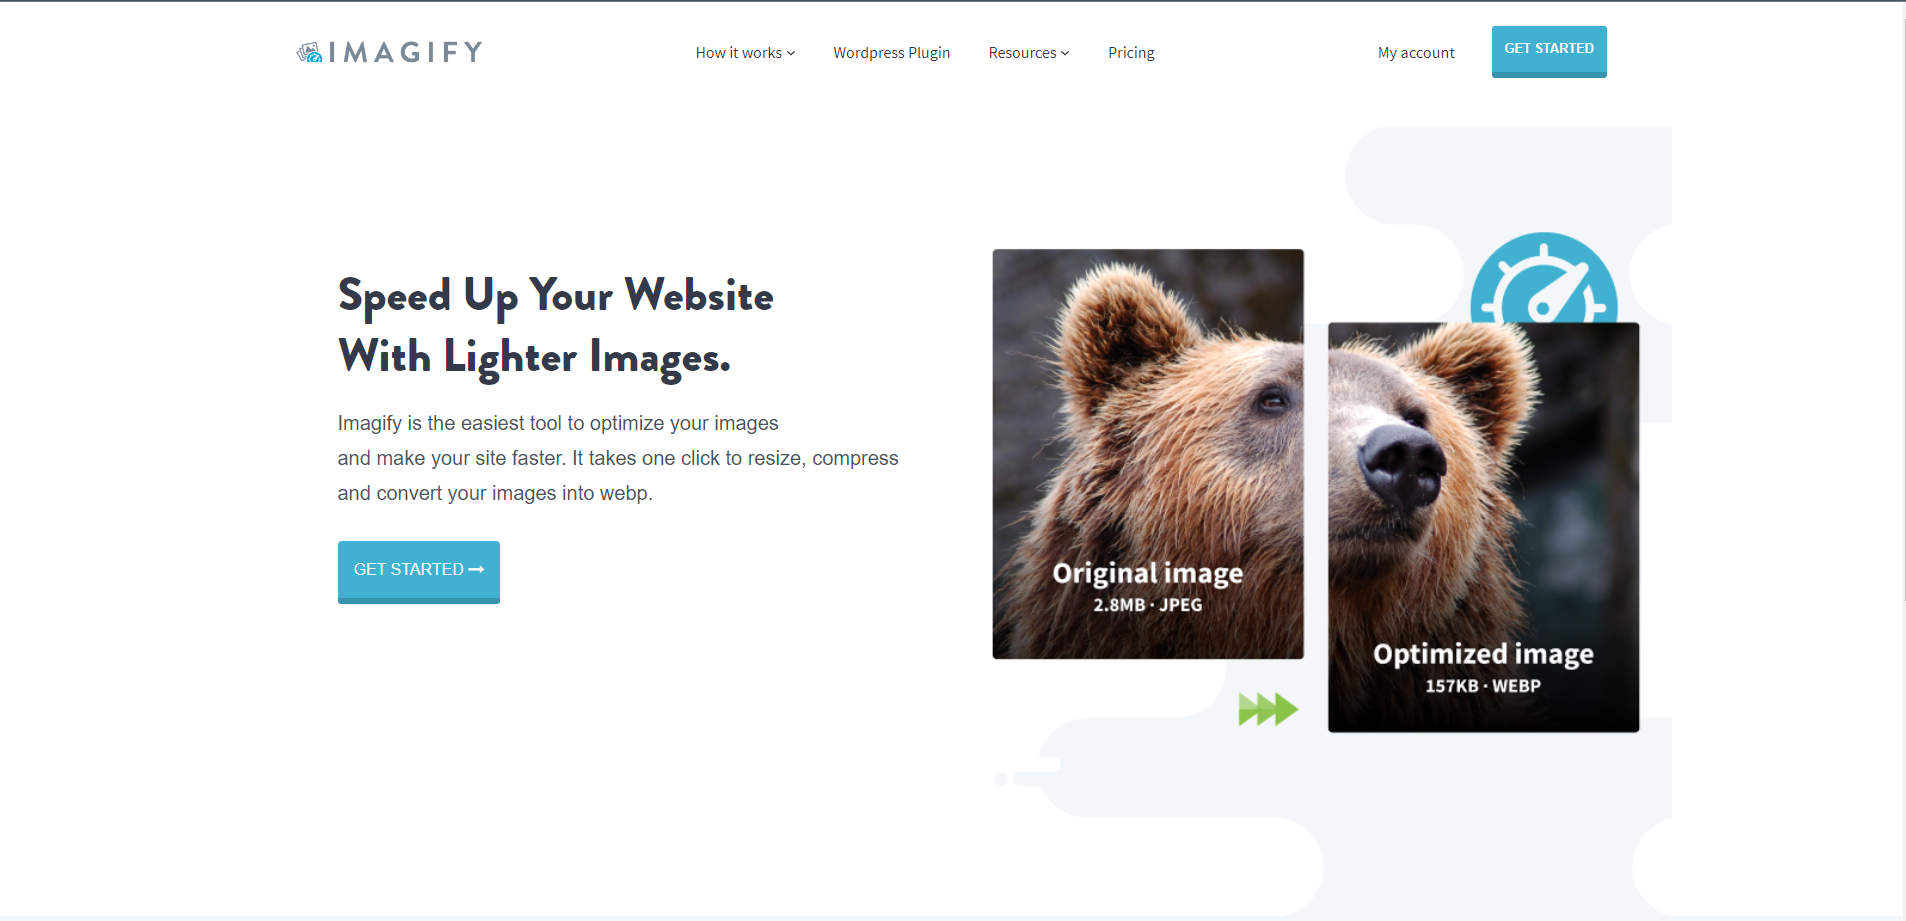 IMAGIFY
How it works
Wordpress Plugin
Resources
Pricing
My account
GET STARTED
Speed Up Your Website
With Lighter Images.
Imagify is the easiest tool to optimize your images
and make your site faster. It takes one click to resize, compress
and convert your images into webp.
GET STARTED
Original image
2.8MB · JPEG
Optimized image
157KB · WEBP